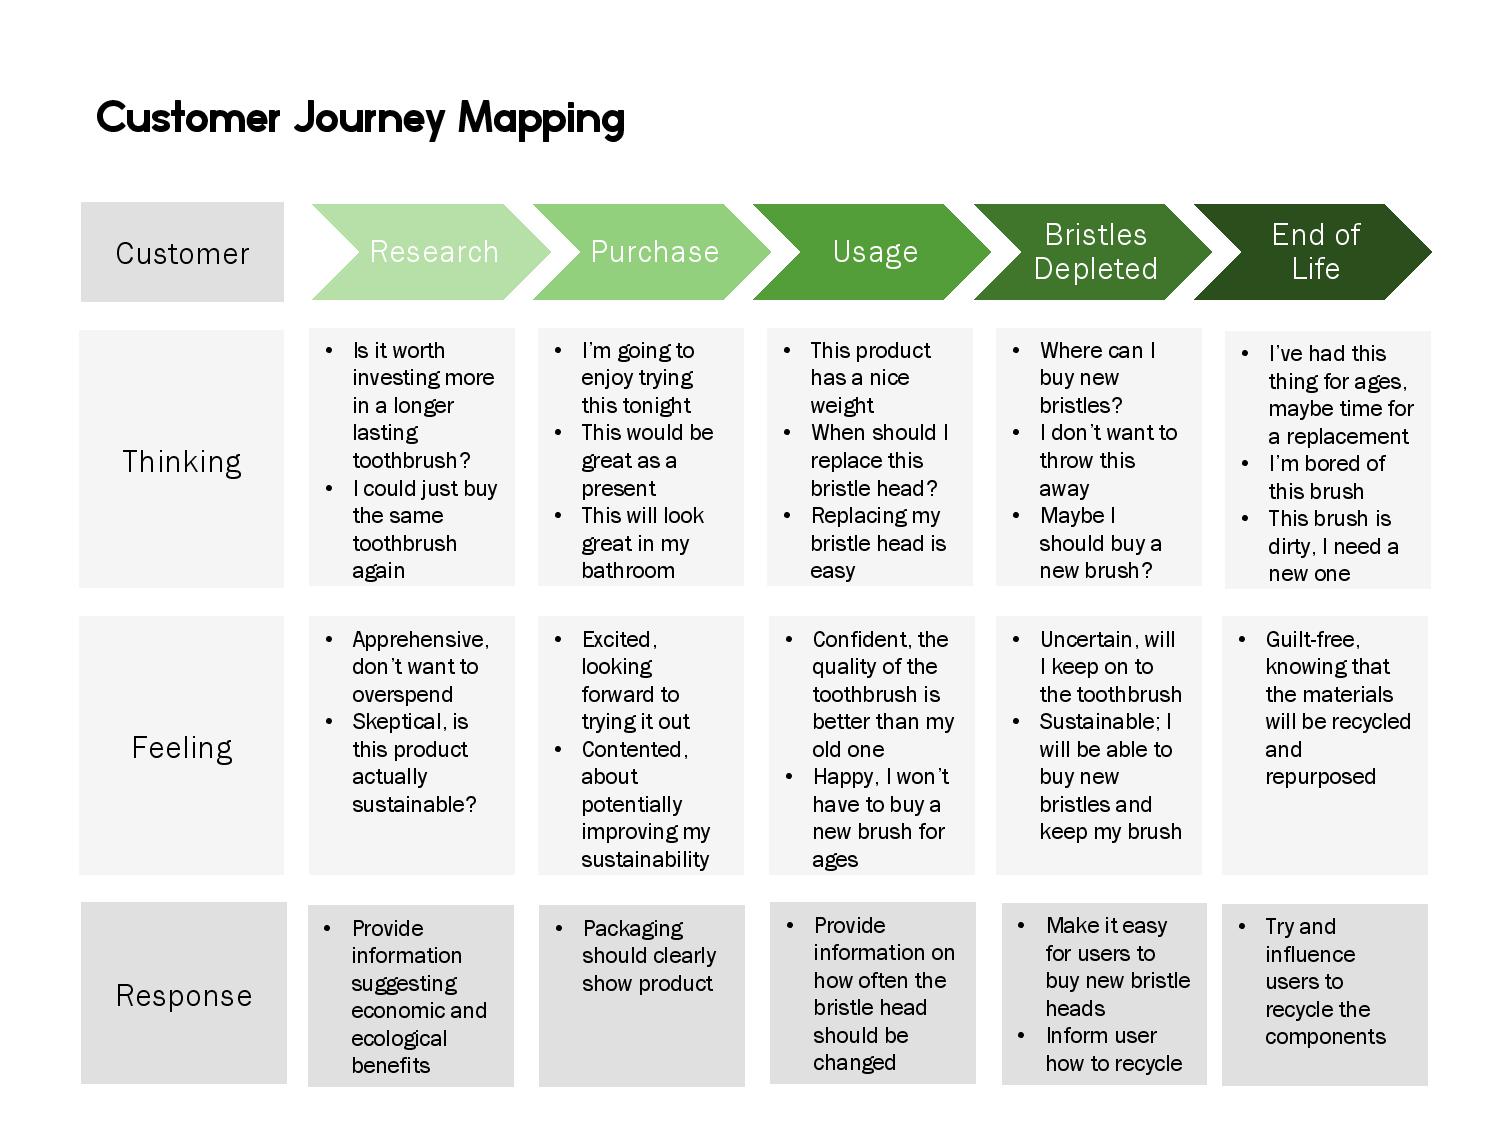 Customer Journey Mapping
Customer
Research
Purchase
Usage
Bristles
Depleted
End of
Life
Thinking
• Is it worth
investing more
in a longer
lasting
toothbrush?
• I could just buy
the same
toothbrush
again
• I'm going to
enjoy trying
this tonight
• This would be
great as a
present
• This will look
great in my
bathroom
• This product
has a nice
weight
• When should I
replace this
bristle head?
• Replacing my
bristle head is
easy
• Where can I
buy new
bristles?
• I don't want to
throw this
away
• Maybe I
should buy a
new brush?
• I've had this
thing for ages,
maybe time for
a replacement
• I'm bored of
this brush
• This brush is
dirty, I need a
new one
Feeling
• Apprehensive,
don't want to
overspend
• Skeptical, is
this product
actually
sustainable?
• Excited,
looking
forward to
trying it out
• Contented,
about
potentially
improving my
sustainability
• Confident, the
quality of the
toothbrush is
better than my
old one
• Happy, I won't
have to buy a
new brush for
ages
• Uncertain, will
I keep on to
the toothbrush
• Sustainable; I
will be able to
buy new
bristles and
keep my brush
• Guilt-free,
knowing that
the materials
will be recycled
and
repurposed
Response
• Provide
information
suggesting
economic and
ecological
benefits
• Packaging
should clearly
show product
• Provide
information on
how often the
bristle head
should be
changed
• Make it easy
for users to
buy new bristle
heads
• Inform user
how to recycle
• Try and
influence
users to
recycle the
components